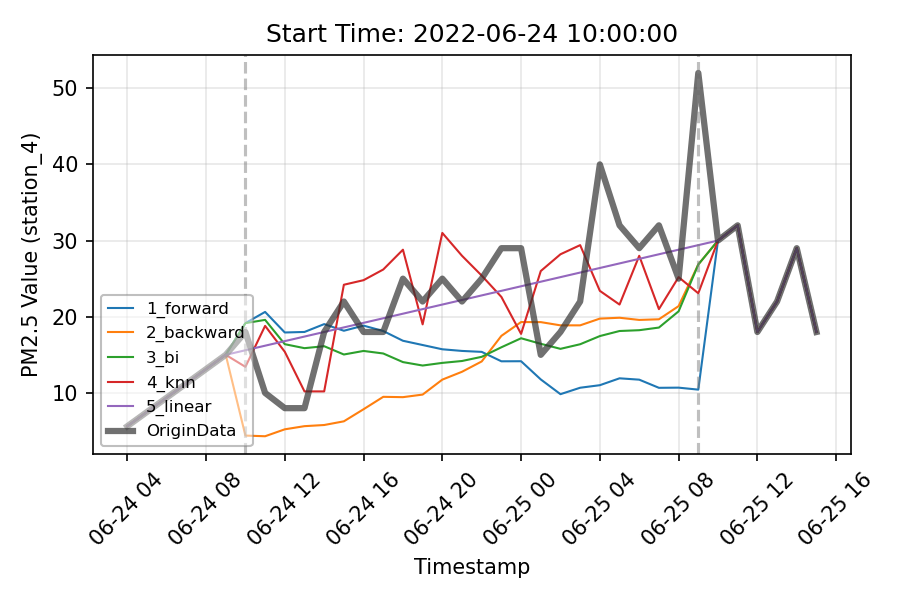 Start Time: 2022-06-24 10:00:00
PM2.5 Value (station_4)
50
40
30
20
10
1_forward
2_backward
3_bi
4_knn
5_linear
OriginData
06-24 04
06-24 08
06-24 12
06-24 16
06-24 20
06-25 00
06-25 04
06-25 08
06-25 12
06-25 16
Timestamp